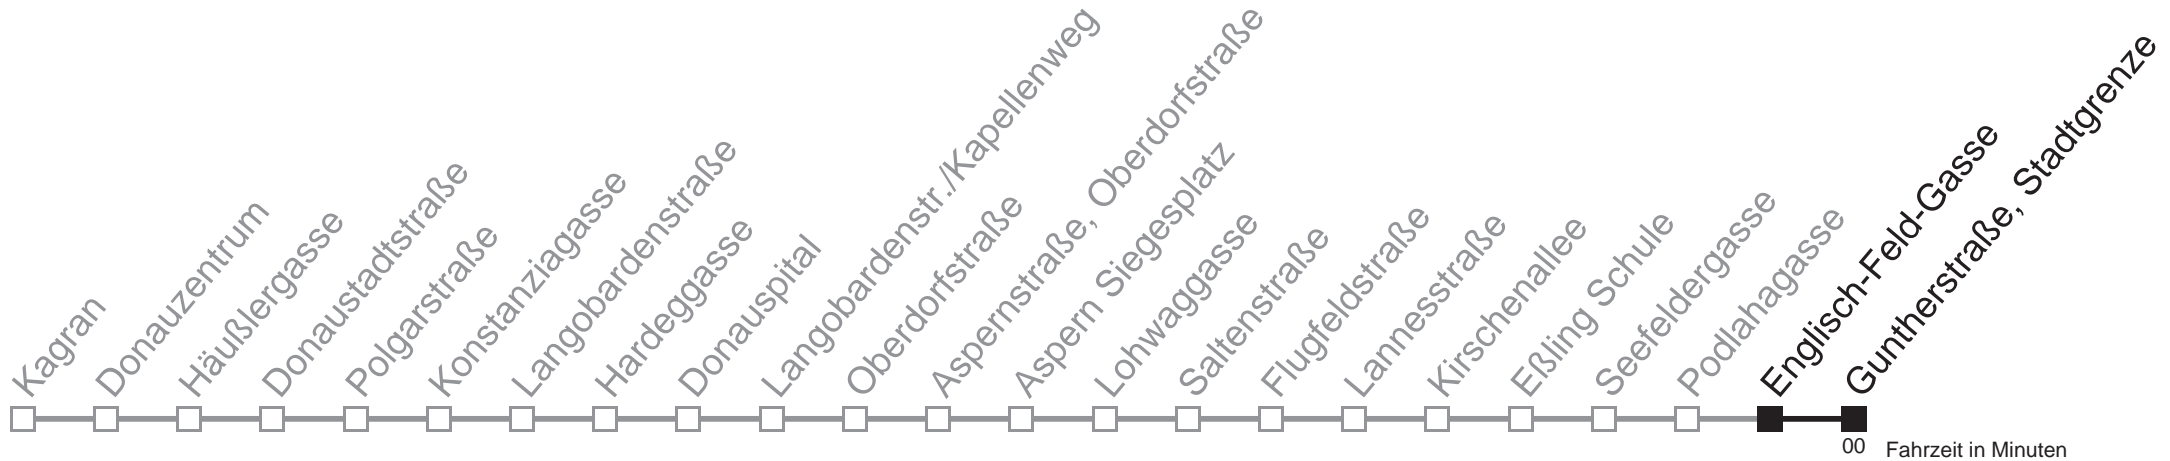 Kagran
Donauzentrum
Häußlergasse
Donaustadtstraße
Polgarstraße
Konstanziagasse
Langobardenstraße
Hardeggasse
Donauspital
Langobardenstr./Kapellenweg
Oberdorfstraße
Aspernstraße, Oberdorfstraße
Aspern Siegesplatz
Lohwaggasse
Saltenstraße
Flugfeldstraße
Lannesstraße
Kirschenallee
Eßling Schule
Seefeldergasse
Podlahagasse
Englisch-Feld-Gasse
Guntherstraße, Stadtgrenze
00 Fahrzeit in Minuten